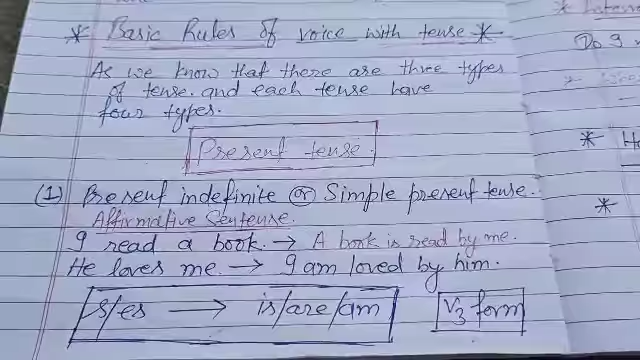 * Basic Rules of voice with tense *
As we know that there are three types
of tense. and each tense have
four types.
Present tense.
(1) Present indefinite or Simple present tense.
Affirmative Sentense.
I read a book. → A book is read by me.
He loves me. → I am loved by him.
s/es → is/are/am
V3 form
*
Do I
*
* Ho
*